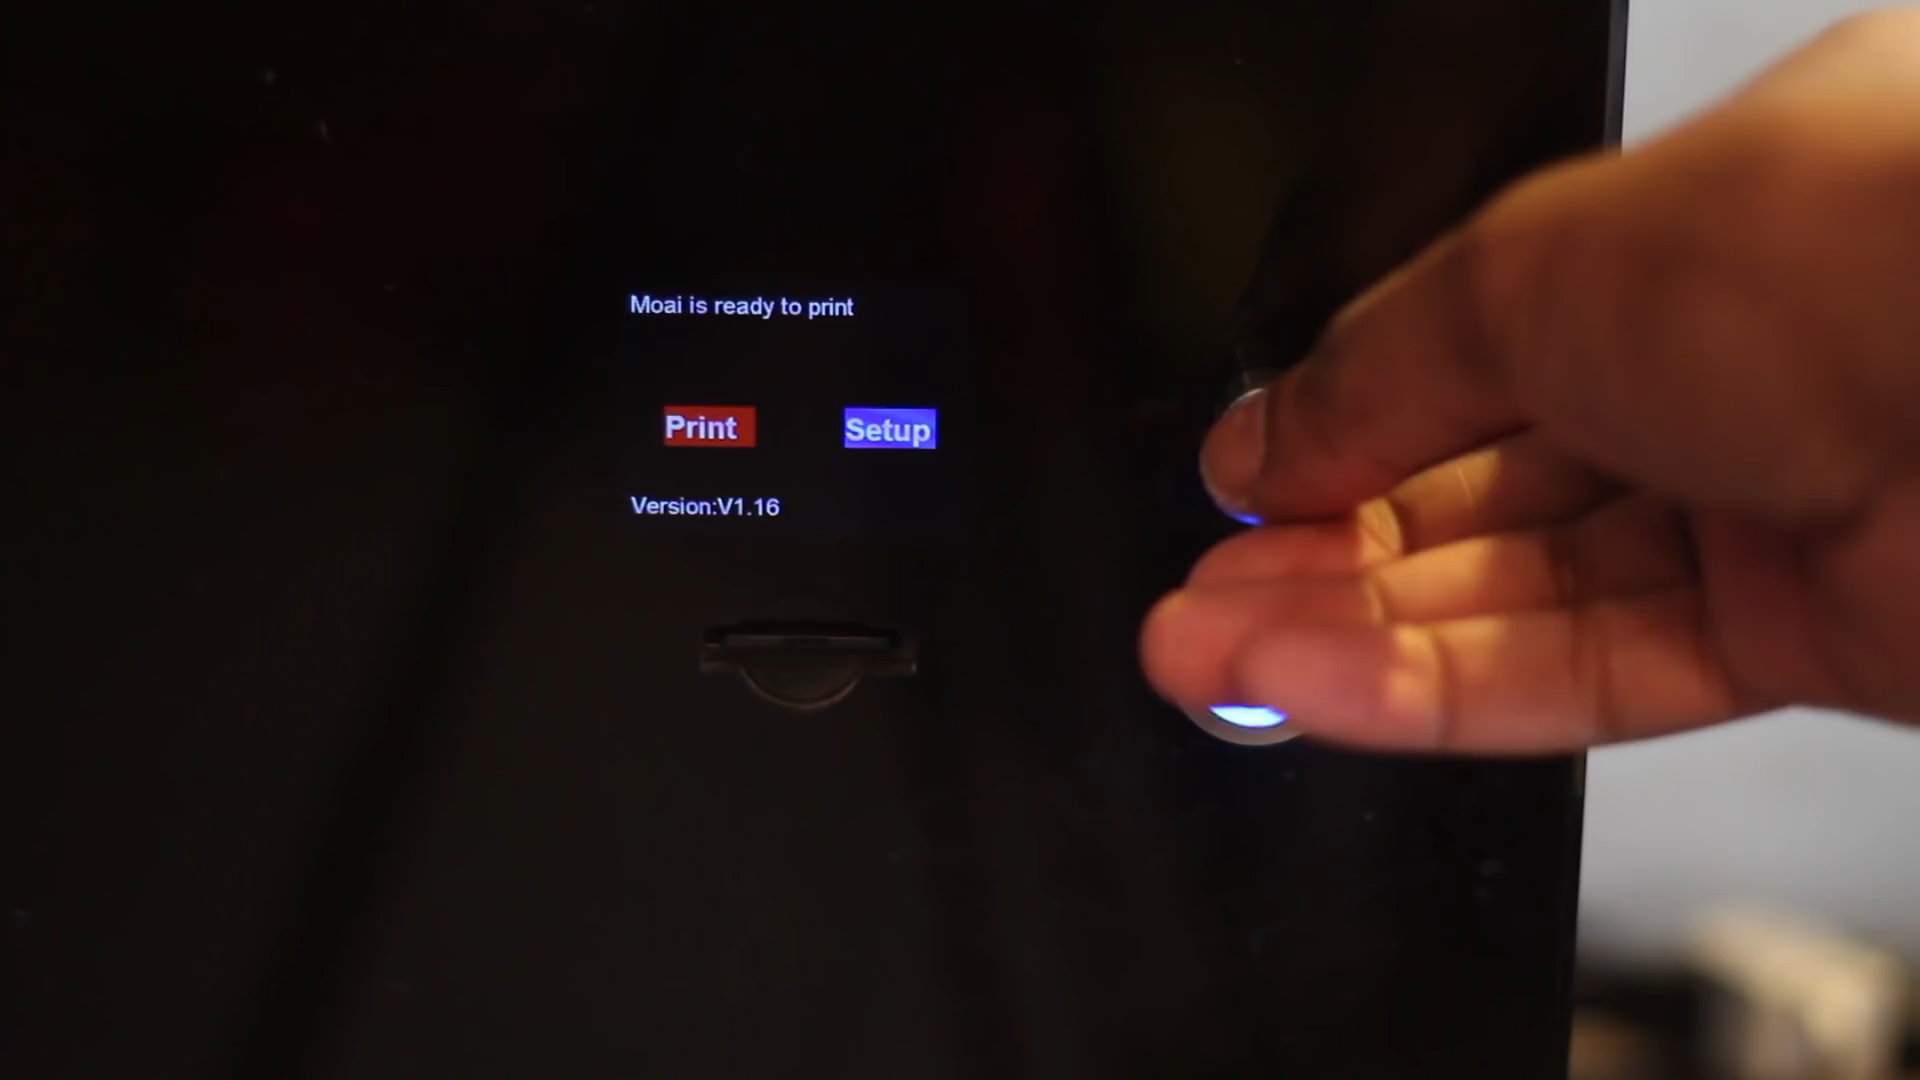 Moai is ready to print
Print
Setup
Version:V1.16